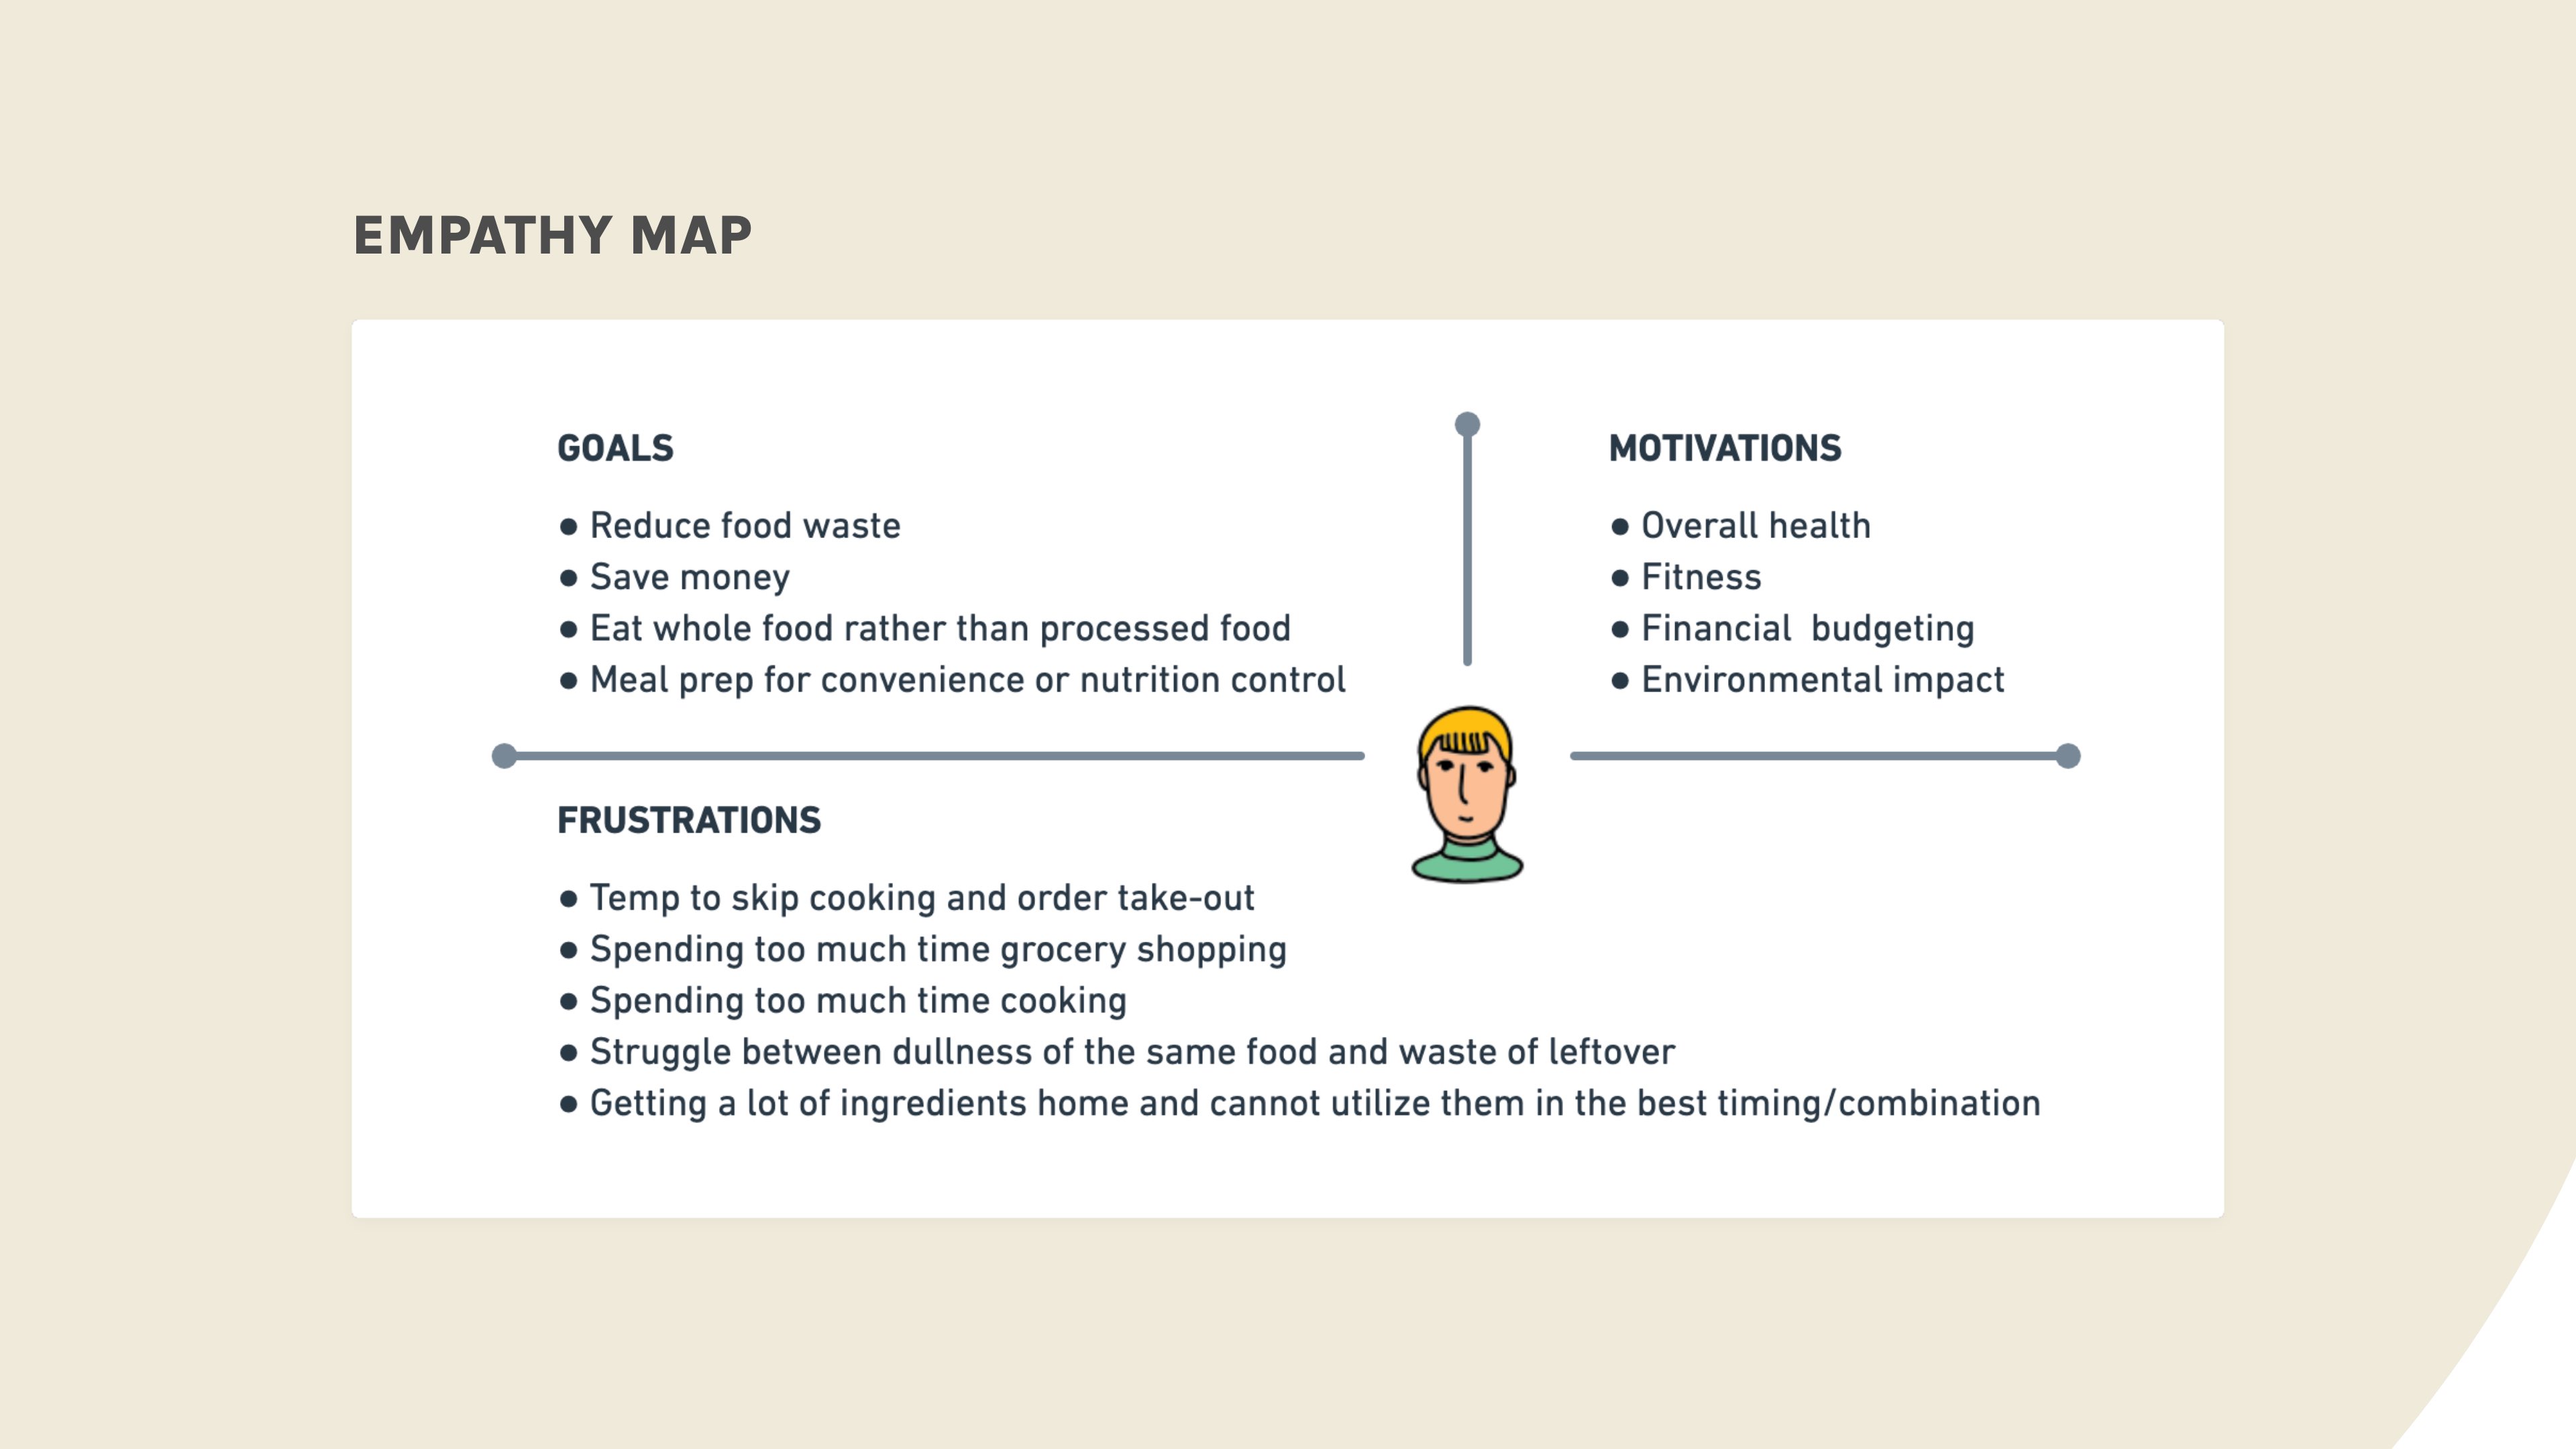 EMPATHY MAP
GOALS
● Reduce food waste
● Save money
● Eat whole food rather than processed food
● Meal prep for convenience or nutrition control
MOTIVATIONS
● Overall health
● Fitness
● Financial  budgeting
● Environmental impact
FRUSTRATIONS
● Temp to skip cooking and order take-out
● Spending too much time grocery shopping
● Spending too much time cooking
● Struggle between dullness of the same food and waste of leftover
● Getting a lot of ingredients home and cannot utilize them in the best timing/combination